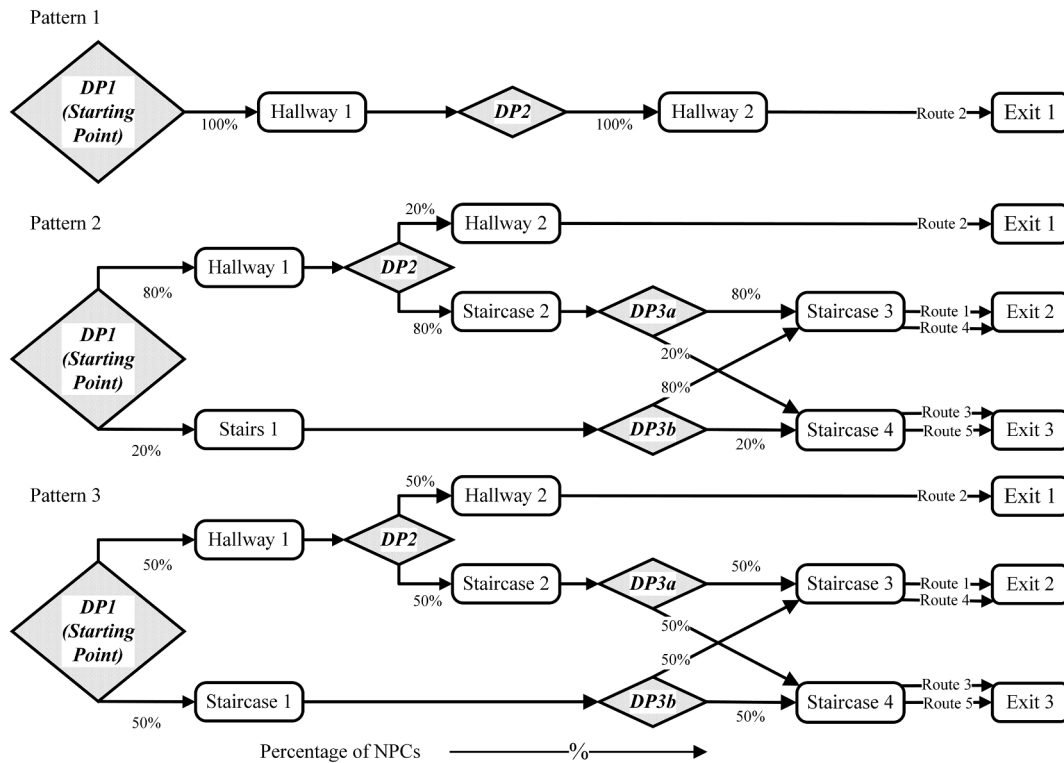 Pattern 1
DP1
(Starting
Point)
100%
Hallway 1
DP2
100%
Hallway 2
Route 2
Exit 1
Pattern 2
DP1
(Starting
Point)
80%
Hallway 1
DP2
20%
Hallway 2
Route 2
Exit 1
80%
Staircase 2
DP3a
80%
Staircase 3
Route 1
Route 4
Exit 2
20%
80%
20%
Stairs 1
DP3b
20%
Staircase 4
Route 3
Route 5
Exit 3
Pattern 3
DP1
(Starting
Point)
50%
Hallway 1
DP2
50%
Hallway 2
Route 2
Exit 1
50%
Staircase 2
DP3a
50%
Staircase 3
Route 1
Route 4
Exit 2
50%
50%
50%
Staircase 1
DP3b
50%
Staircase 4
Route 3
Route 5
Exit 3
Percentage of NPCs %